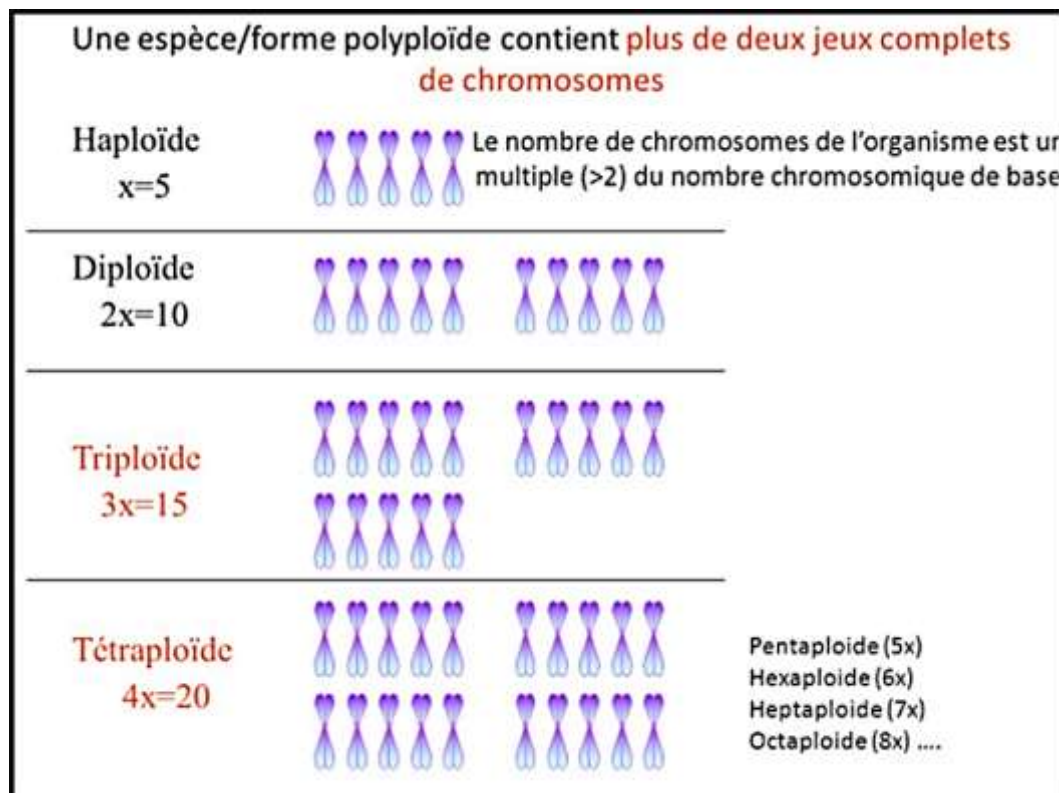 Une espèce/forme polyploïde contient plus de deux jeux complets
de chromosomes
Haploïde
x=5
Le nombre de chromosomes de l'organisme est un
multiple (>2) du nombre chromosomique de base
Diploïde
2x=10
Triploïde
3x=15
Tétraploïde
4x=20
Pentaploide (5x)
Hexaploide (6x)
Heptaploide (7x)
Octaploide (8x) ....